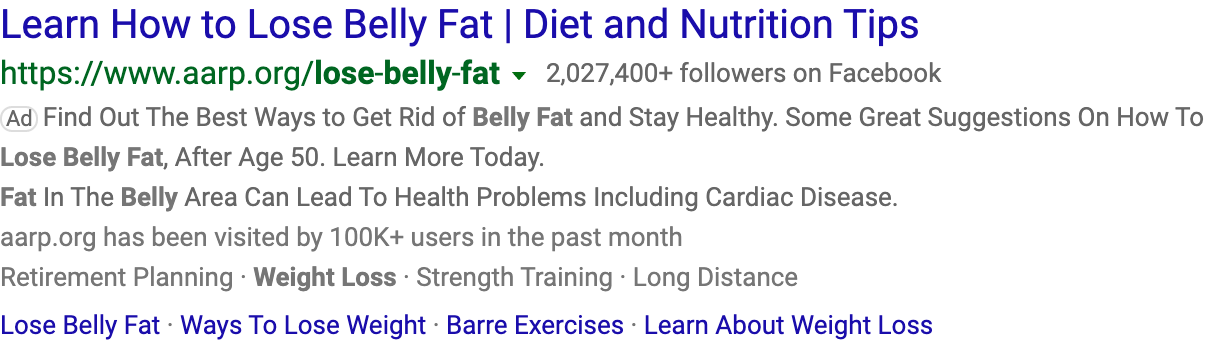 Learn How to Lose Belly Fat | Diet and Nutrition Tips
https://www.aarp.org/lose-belly-fat 2,027,400+ followers on Facebook
Ad Find Out The Best Ways to Get Rid of Belly Fat and Stay Healthy. Some Great Suggestions On How To
Lose Belly Fat, After Age 50. Learn More Today.
Fat In The Belly Area Can Lead To Health Problems Including Cardiac Disease.
aarp.org has been visited by 100K+ users in the past month
Retirement Planning · Weight Loss · Strength Training · Long Distance
Lose Belly Fat · Ways To Lose Weight · Barre Exercises · Learn About Weight Loss